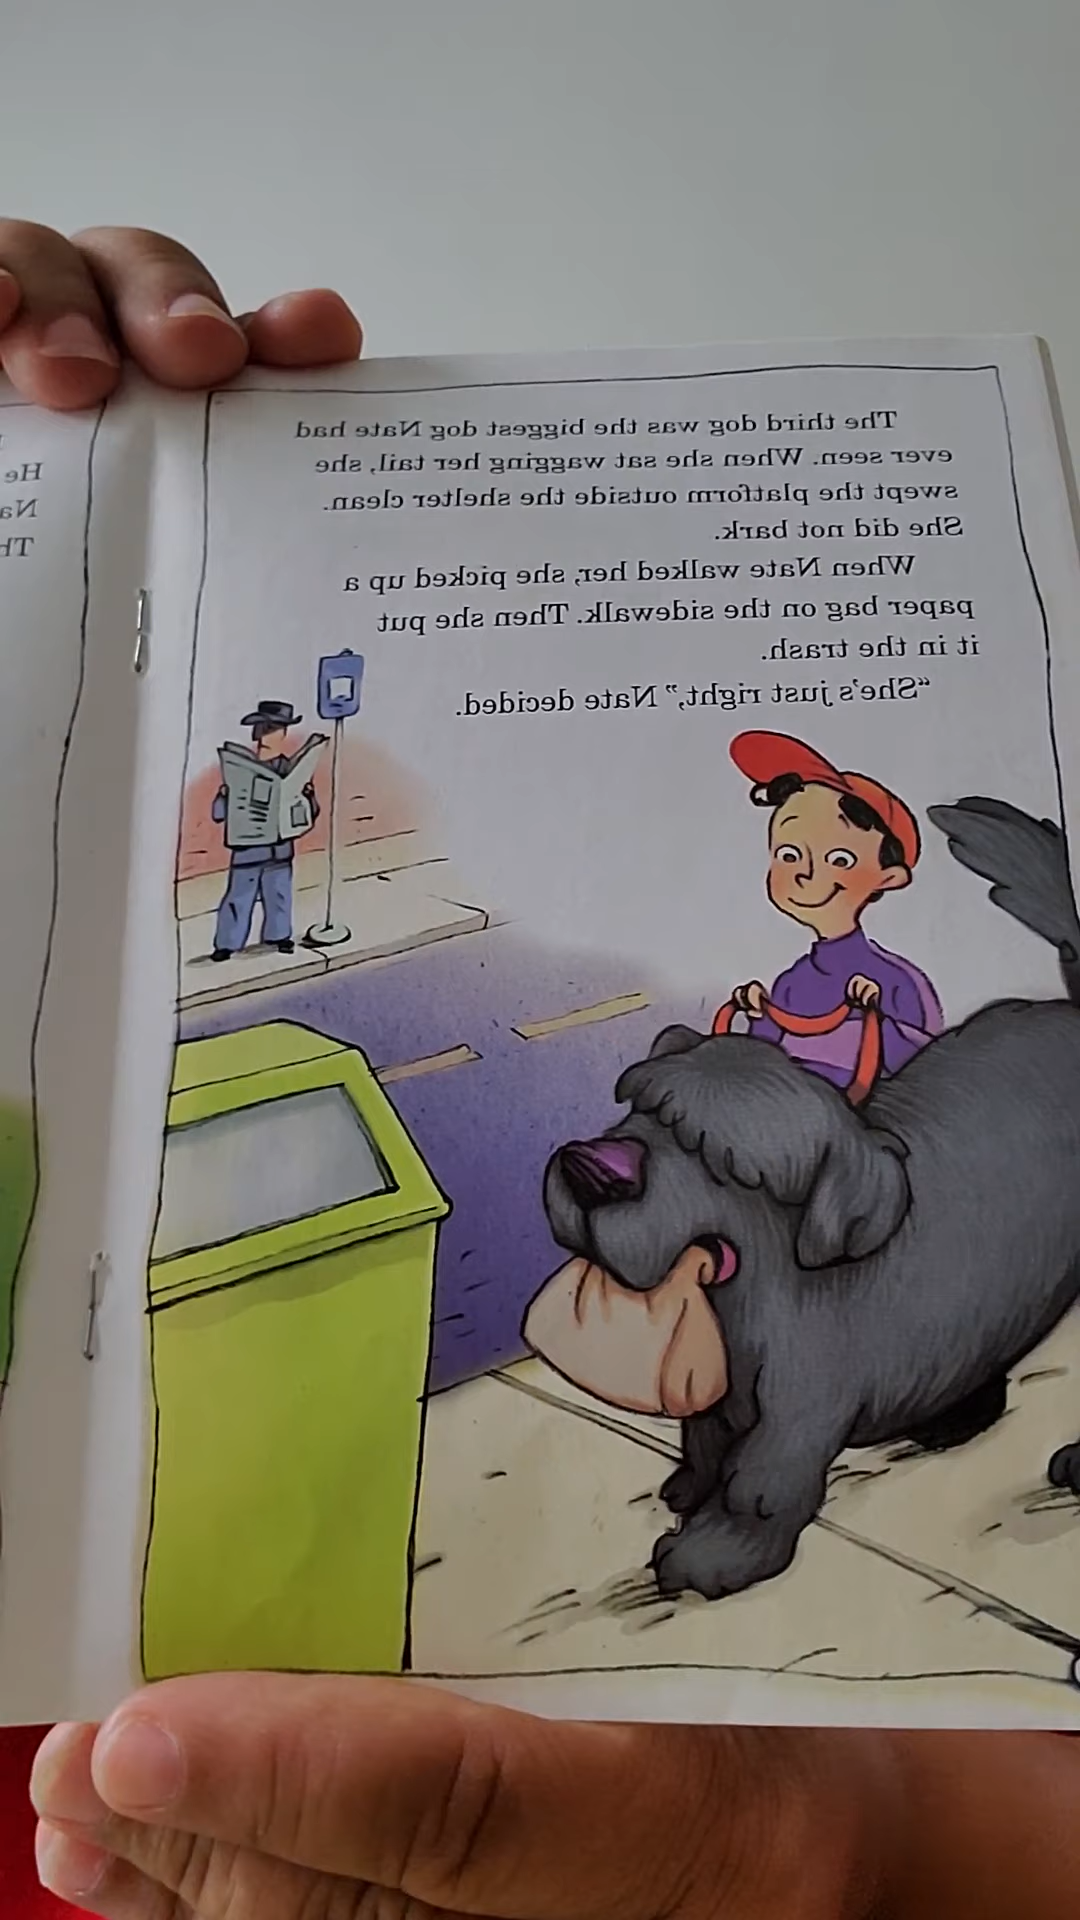 The third dog was the biggest dog Nate had
ever seen. When she sat wagging her tail, she
swept the platform outside the shelter clean.
She did not bark.
When Nate walked her, she picked up a
paper bag on the sidewalk. Then she put
it in the trash.
“She’s just right,” Nate decided.
He